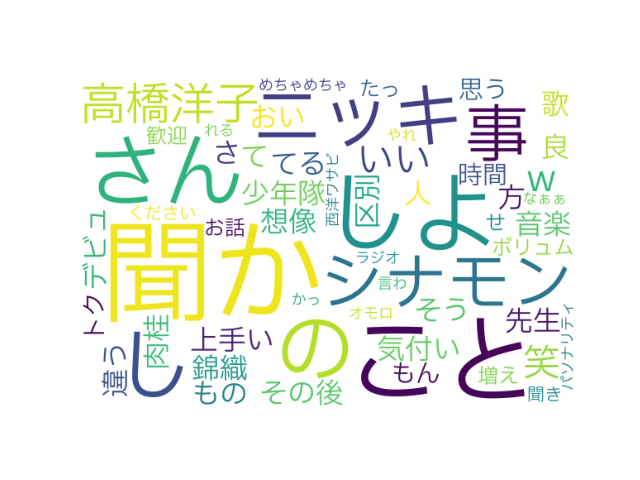 高橋洋子
めちゃめちゃ
たっ
思う
歌
ニッキ
事
おい
歓迎
れる
やれ
さ
さん
て
てる
いい
良
西洋ワサビ
時間
w
少年隊
区別
人
方
なぁぁ
ください
想像
しよ
お話
せ
音楽
デビュ
聞か
ラジオ
シナモン
ボリュム
言わ
トク
し
の
こと
かっ
そう
オモロ
先生
パソナリティ
肉桂
上手い
気付い
笑
違う
錦織
もの
その後
もん
増え
聞き